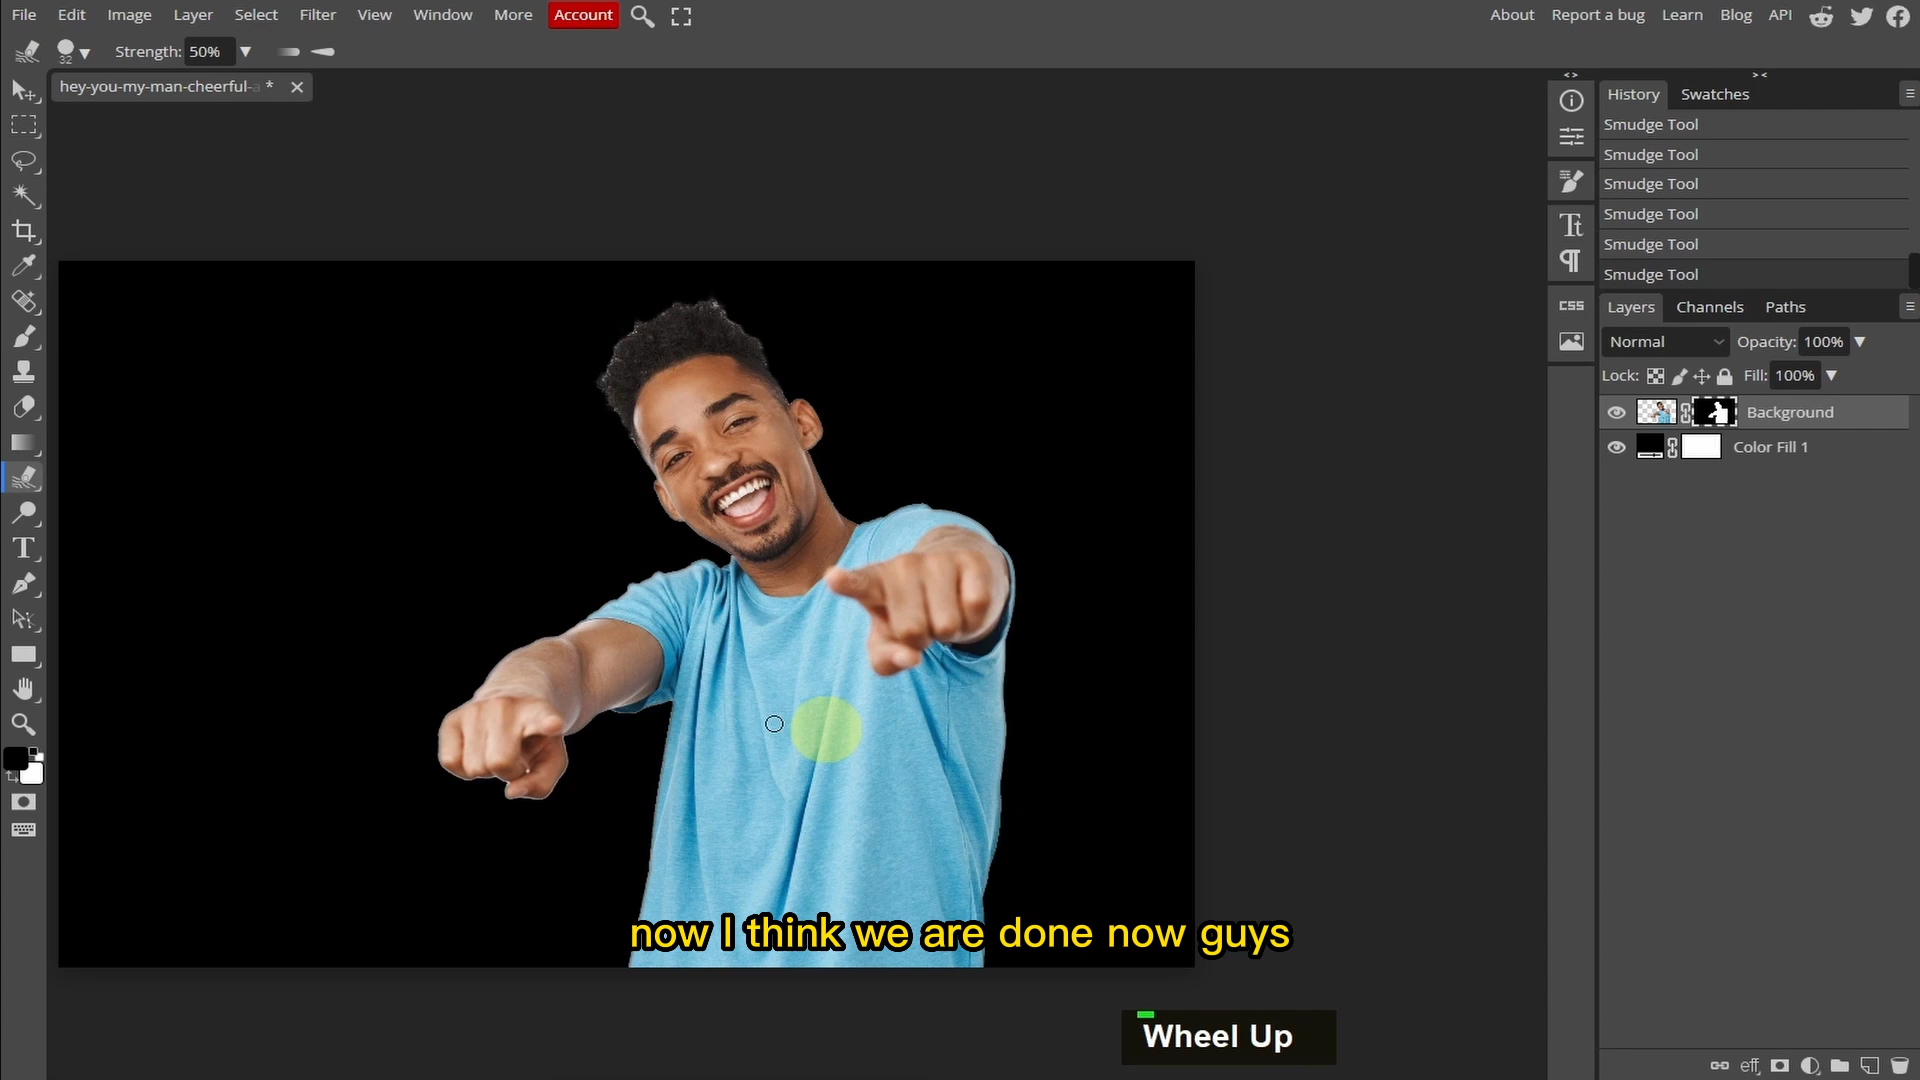 File Edit Image Layer Select Filter View Window More Account About Report a bug Learn Blog API
32 Strength: 50%
hey-you-my-man-cheerful-a *
History Swatches
Smudge Tool
Smudge Tool
Smudge Tool
Smudge Tool
Smudge Tool
Smudge Tool
CSS
Layers Channels Paths
Normal Opacity: 100%
Lock: Fill: 100%
Background
Color Fill 1
now I think we are done now guys
Wheel Up
eff